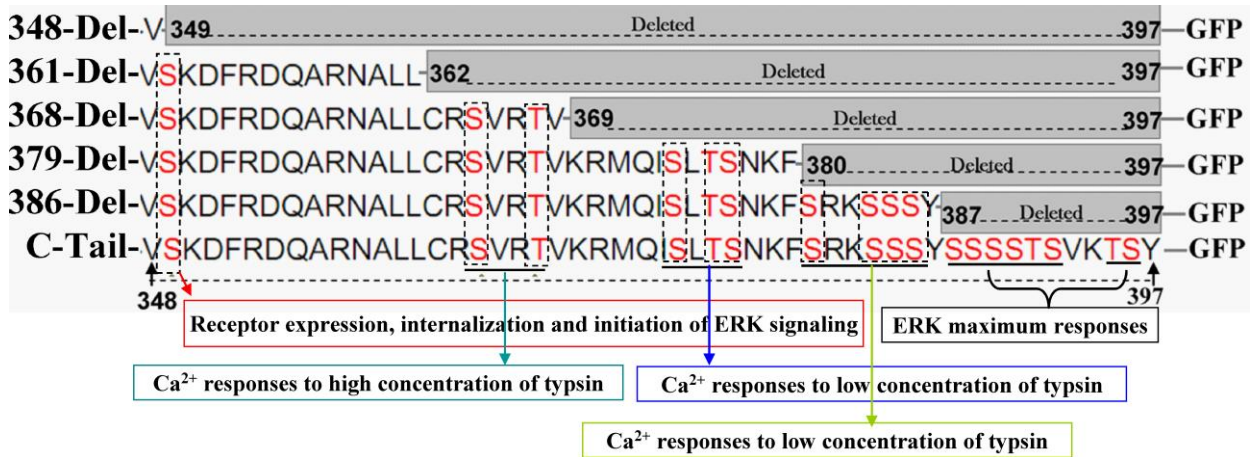 348-Del-V-349 Deleted 397-GFP
361-Del-VSKDFRDQARNALL-362 Deleted 397-GFP
368-Del-VSKDFRDQARNALLCRSVRTV-369 Deleted 397-GFP
379-Del-VSKDFRDQARNALLCRSVRTVKRMQISLTSNKF-380 Deleted 397-GFP
386-Del-VSKDFRDQARNALLCRSVRTVKRMQISLTSNKFSRKSSSY-387 Deleted 397-GFP
C-Tail-VSKDFRDQARNALLCRSVRTVKRMQISLTSNKFSRKSSSYSSSSTSVKTSY-GFP
348 397
Receptor expression, internalization and initiation of ERK signaling
ERK maximum responses
Ca²⁺ responses to high concentration of typsin
Ca²⁺ responses to low concentration of typsin
Ca²⁺ responses to low concentration of typsin